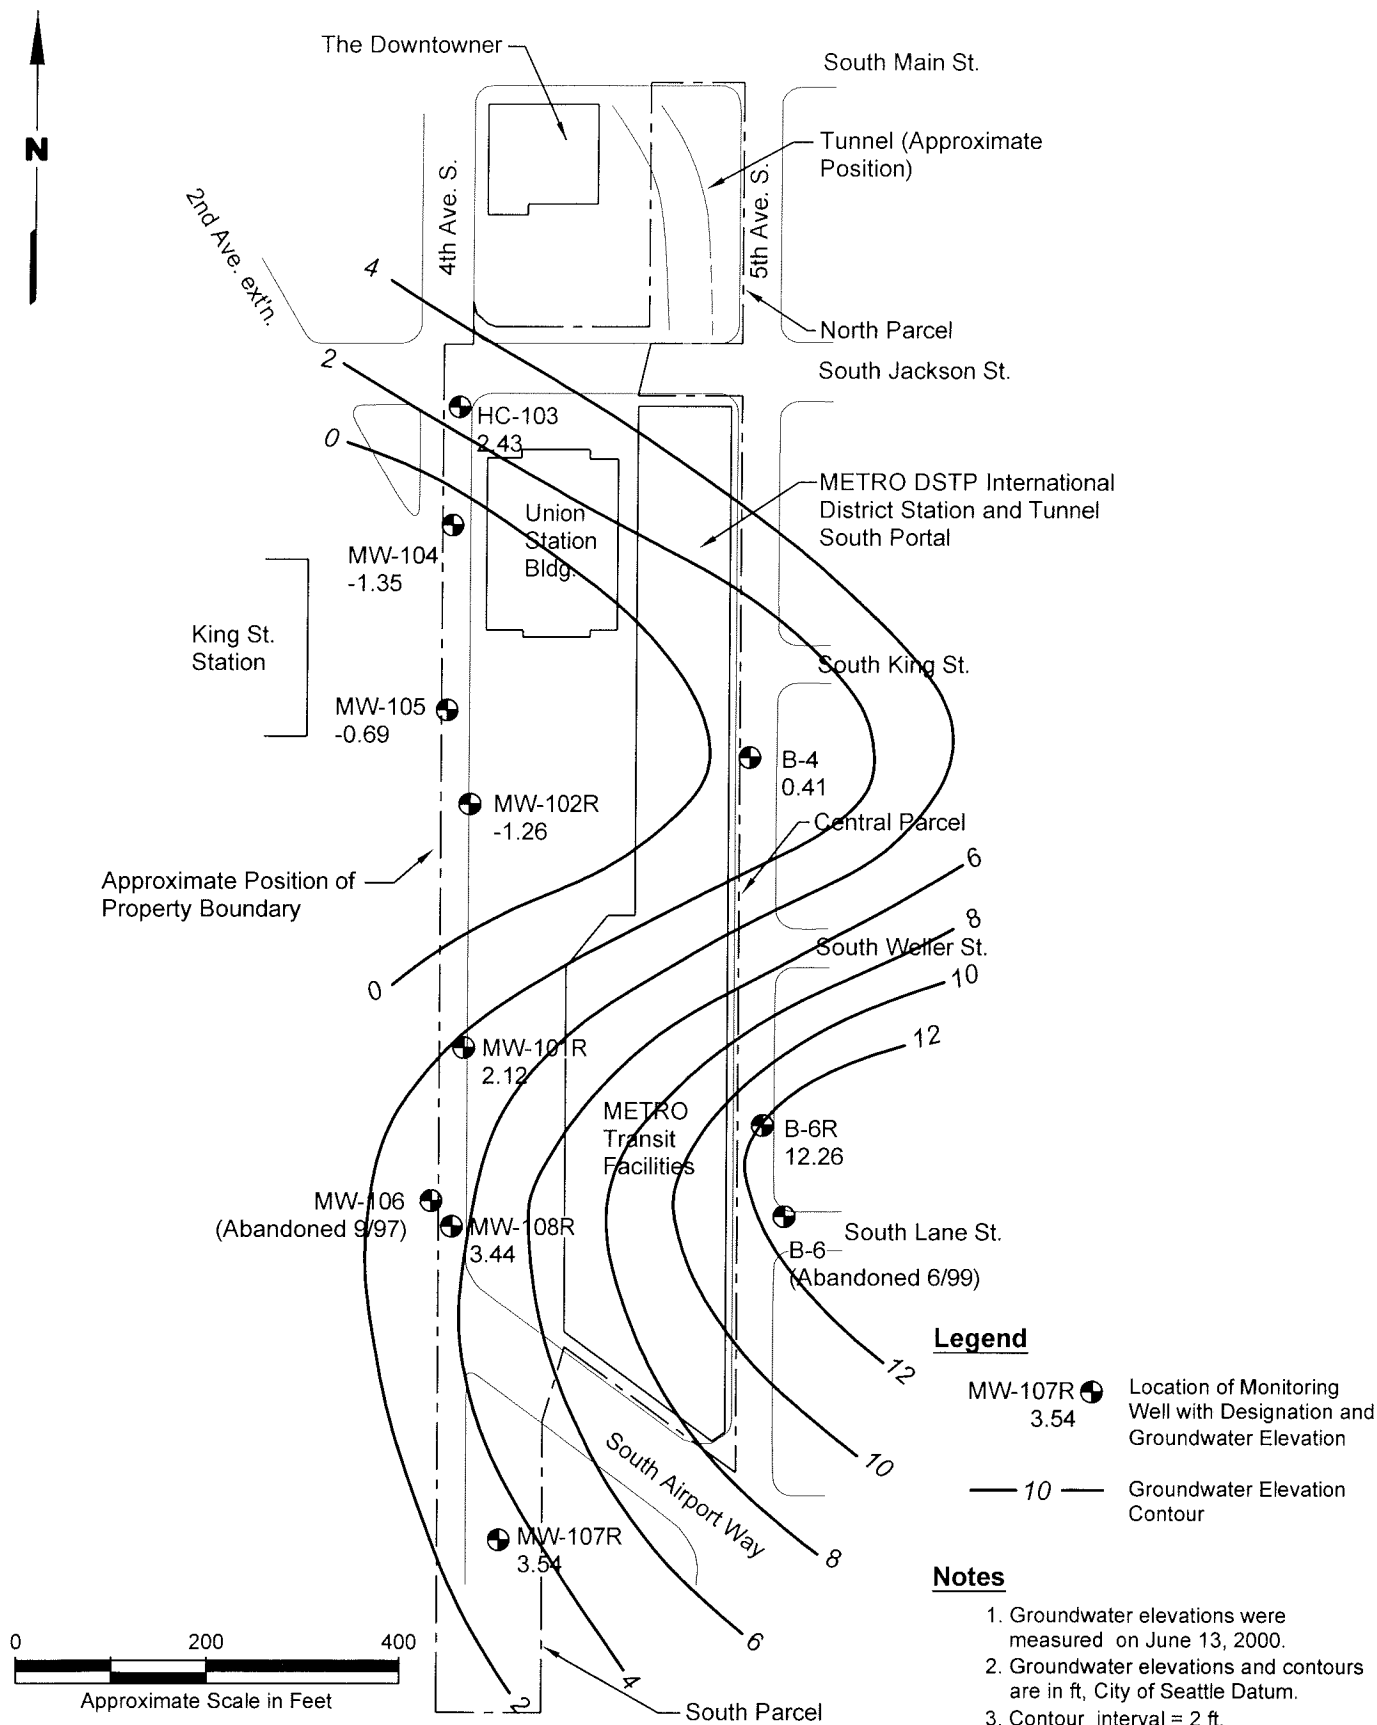 The Downtowner
South Main St.
N
Tunnel (Approximate
Position)
4th Ave. S.
5th Ave. S.
2nd Ave. ext'n.
4
North Parcel
2
South Jackson St.
HC-103
2.43
0
METRO DSTP International
District Station and Tunnel
South Portal
Union
Station
Bldg.
MW-104
-1.35
King St.
Station
South King St.
MW-105
-0.69
B-4
0.41
MW-102R
-1.26
Central Parcel
6
Approximate Position of
Property Boundary
8
South Weller St.
0
10
12
MW-101R
2.12
METRO
Transit
Facilities
B-6R
12.26
MW-106
(Abandoned 9/97)
MW-108R
3.44
South Lane St.
B-6
(Abandoned 6/99)
Legend
12
MW-107R
3.54
Location of Monitoring
Well with Designation and
Groundwater Elevation
10
South Airport Way
10
Groundwater Elevation
Contour
MW-107R
3.54
8
Notes
6
1. Groundwater elevations were
measured on June 13, 2000.
2. Groundwater elevations and contours
are in ft, City of Seattle Datum.
3. Contour interval = 2 ft.
0 200 400
Approximate Scale in Feet
4
2
South Parcel